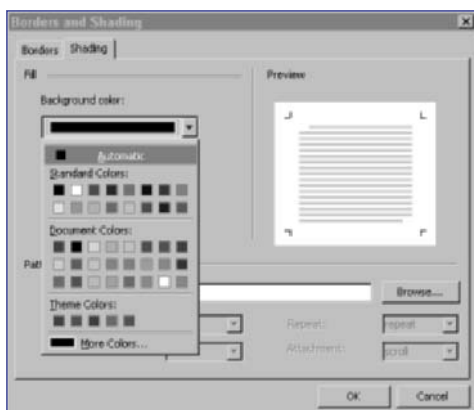 Borders and Shading
Borders Shading
Fill Preview
Background color:
Automatic
Standard Colors:
Document Colors:
Patt
Browse...
Theme Colors:
Repeat: repeat
More Colors...
Attachment: scroll
OK Cancel